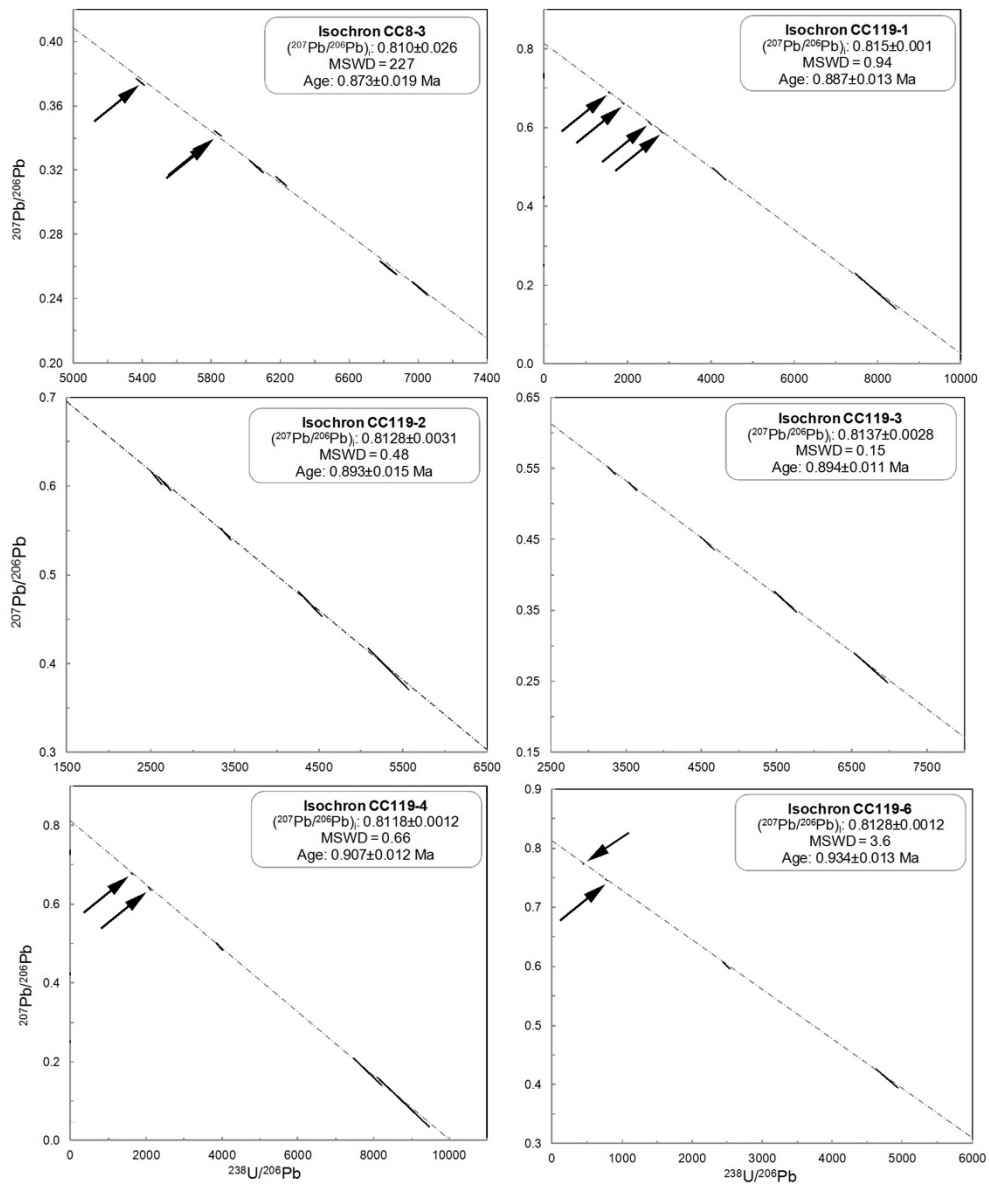 Isochron CC8-3
(²⁰⁷Pb/²⁰⁶Pb)ᵢ: 0.810±0.026
MSWD = 227
Age: 0.873±0.019 Ma
0.40
0.36
0.32
0.28
0.24
0.20
²⁰⁷Pb/²⁰⁶Pb
5000 5400 5800 6200 6600 7000 7400
Isochron CC119-1
(²⁰⁷Pb/²⁰⁶Pb)ᵢ: 0.815±0.001
MSWD = 0.94
Age: 0.887±0.013 Ma
0.8
0.6
0.4
0.2
0.0
0 2000 4000 6000 8000 10000
Isochron CC119-2
(²⁰⁷Pb/²⁰⁶Pb)ᵢ: 0.8128±0.0031
MSWD = 0.48
Age: 0.893±0.015 Ma
0.7
0.6
0.5
0.4
0.3
²⁰⁷Pb/²⁰⁶Pb
1500 2500 3500 4500 5500 6500
Isochron CC119-3
(²⁰⁷Pb/²⁰⁶Pb)ᵢ: 0.8137±0.0028
MSWD = 0.15
Age: 0.894±0.011 Ma
0.65
0.55
0.45
0.35
0.25
0.15
2500 3500 4500 5500 6500 7500
Isochron CC119-4
(²⁰⁷Pb/²⁰⁶Pb)ᵢ: 0.8118±0.0012
MSWD = 0.66
Age: 0.907±0.012 Ma
0.8
0.6
0.4
0.2
0.0
²⁰⁷Pb/²⁰⁶Pb
0 2000 4000 6000 8000 10000
²³⁸U/²⁰⁶Pb
Isochron CC119-6
(²⁰⁷Pb/²⁰⁶Pb)ᵢ: 0.8128±0.0012
MSWD = 3.6
Age: 0.934±0.013 Ma
0.9
0.8
0.7
0.6
0.5
0.4
0.3
0 1000 2000 3000 4000 5000 6000
²³⁸U/²⁰⁶Pb